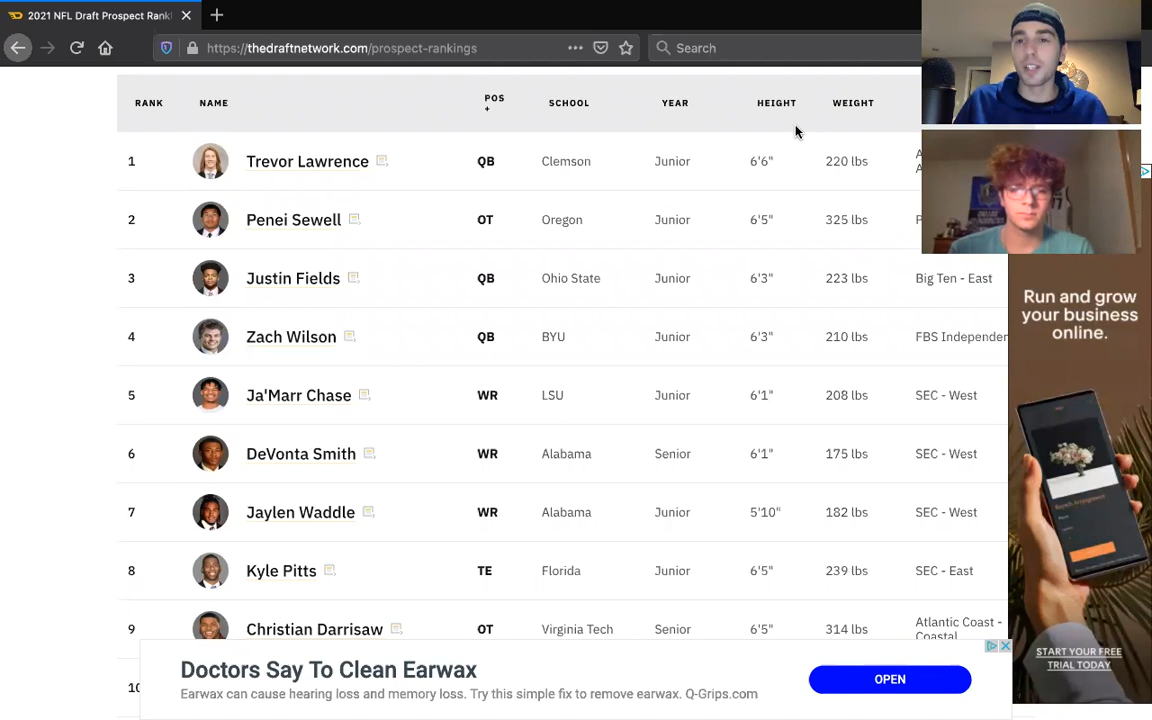 2021 NFL Draft Prospect Ranki
https://thedraftnetwork.com/prospect-rankings
Search
RANK NAME POS + SCHOOL YEAR HEIGHT WEIGHT
1 Trevor Lawrence QB Clemson Junior 6'6" 220 lbs
2 Penei Sewell OT Oregon Junior 6'5" 325 lbs
3 Justin Fields QB Ohio State Junior 6'3" 223 lbs Big Ten - East
4 Zach Wilson QB BYU Junior 6'3" 210 lbs FBS Independen
5 Ja'Marr Chase WR LSU Junior 6'1" 208 lbs SEC - West
6 DeVonta Smith WR Alabama Senior 6'1" 175 lbs SEC - West
7 Jaylen Waddle WR Alabama Junior 5'10" 182 lbs SEC - West
8 Kyle Pitts TE Florida Junior 6'5" 239 lbs SEC - East
9 Christian Darrisaw OT Virginia Tech Senior 6'5" 314 lbs Atlantic Coast -
Coastal
10
Run and grow
your business
online.
START YOUR FREE
TRIAL TODAY
Doctors Say To Clean Earwax
Earwax can cause hearing loss and memory loss. Try this simple fix to remove earwax. Q-Grips.com
OPEN